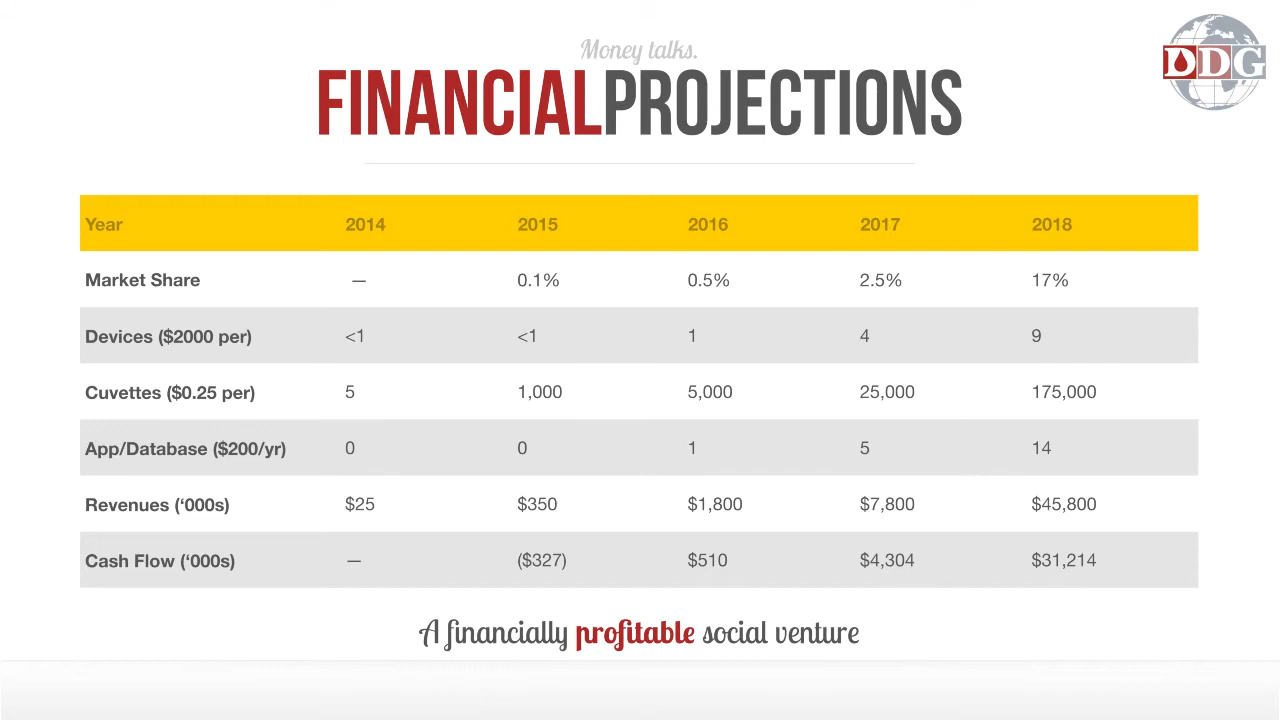 Money talks.
FINANCIALPROJECTIONS
DDG
Year 2014 2015 2016 2017 2018
Market Share — 0.1% 0.5% 2.5% 17%
Devices ($2000 per) <1 <1 1 4 9
Cuvettes ($0.25 per) 5 1,000 5,000 25,000 175,000
App/Database ($200/yr) 0 0 1 5 14
Revenues (‘000s) $25 $350 $1,800 $7,800 $45,800
Cash Flow (‘000s) — ($327) $510 $4,304 $31,214
A financially profitable social venture